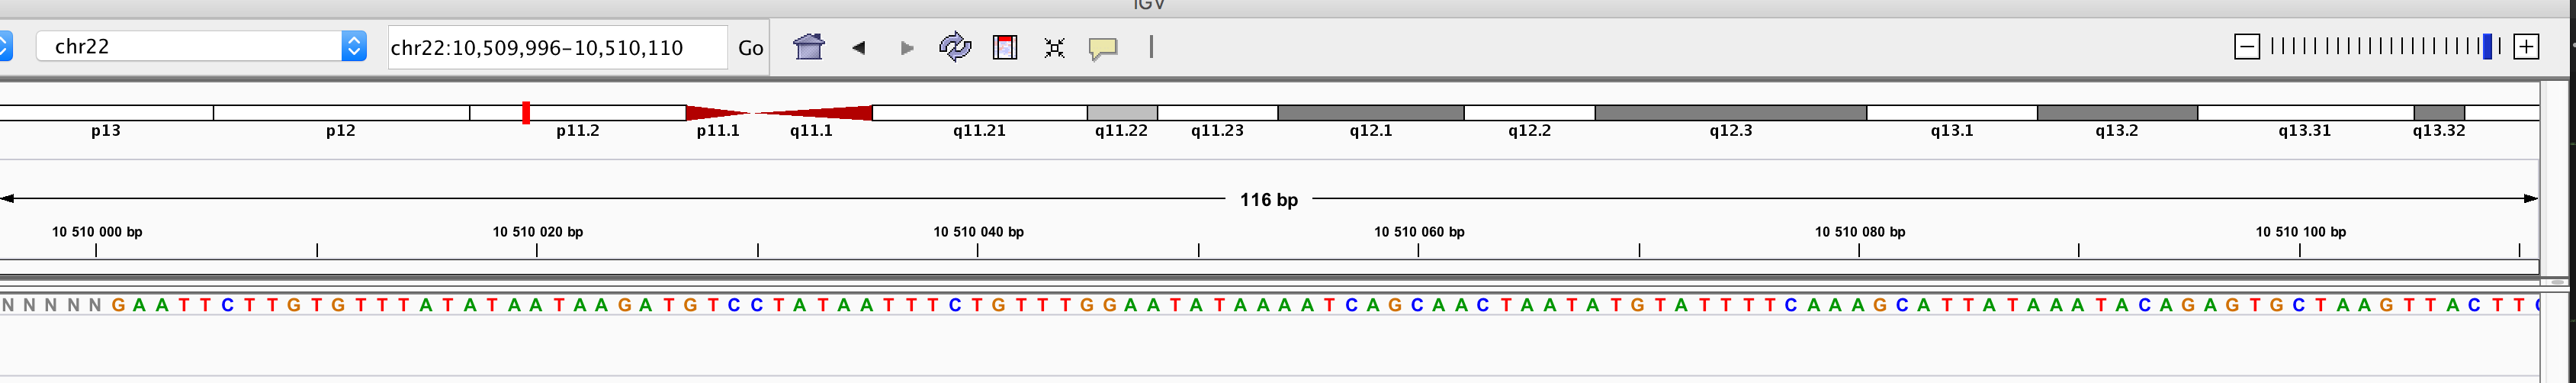 IGV
chr22 chr22:10,509,996-10,510,110 Go
p13 p12 p11.2 p11.1 q11.1 q11.21 q11.22 q11.23 q12.1 q12.2 q12.3 q13.1 q13.2 q13.31 q13.32
116 bp
10 510 000 bp 10 510 020 bp 10 510 040 bp 10 510 060 bp 10 510 080 bp 10 510 100 bp
N N N N N G A A T T C T T G T G T T T A T A T A A T A A G A T G T C C T A T A A T T T C T G T T T G G A A T A T A A A A T C A G C A A C T A A T A T G T A T T T T C A A A G C A T T A T A A A T A C A G A G T G C T A A G T T A C T T C